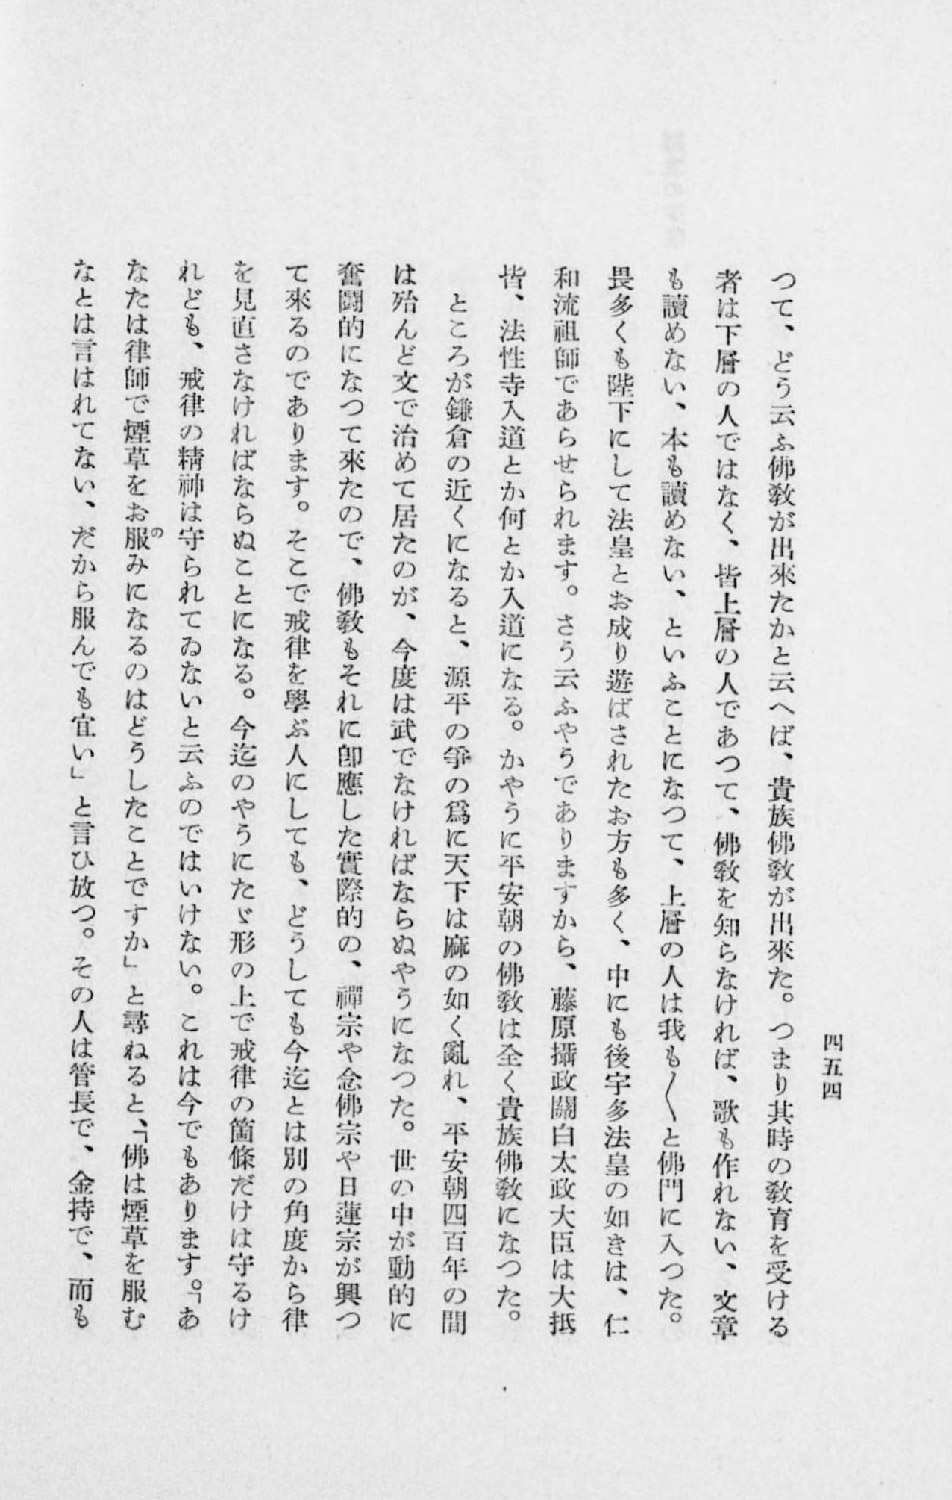 四五四
つて、どう云ふ佛敎が出來たかと云へば、貴族佛敎が出來た。つまり其時の敎育を受ける
者は下層の人ではなく、皆上層の人であつて、佛敎を知らなければ、歌も作れない、文章
も讀めない、本も讀めない、といふことになつて、上層の人は我も〳〵と佛門に入つた。
畏多くも陛下にして法皇とお成り遊ばされたお方も多く、中にも後宇多法皇の如きは、仁
和流祖師であらせられます。さう云ふやうでありますから、藤原攝政關白太政大臣は大抵
皆、法性寺入道とか何とか入道になる。かやうに平安朝の佛敎は全く貴族佛敎になつた。
ところが鎌倉の近くになると、源平の爭の爲に天下は麻の如く亂れ、平安朝四百年の間
は殆んど文で治めて居たのが、今度は武でなければならぬやうになつた。世の中が動的に
奮鬪的になつて來たので、佛敎もそれに卽應した實際的の、禪宗や念佛宗や日蓮宗が興つ
て來るのであります。そこで戒律を學ぶ人にしても、どうしても今迄とは別の角度から律
を見直さなければならぬことになる。今迄のやうにたゞ形の上で戒律の箇條だけは守るけ
れども、戒律の精神は守られてゐないと云ふのではいけない。これは今でもあります。「あ
なたは律師で煙草をお服みになるのはどうしたことですか」と尋ねると、「佛は煙草を服む
なとは言はれてない、だから服んでも宜い」と言ひ放つ。その人は管長で、金持で、而も